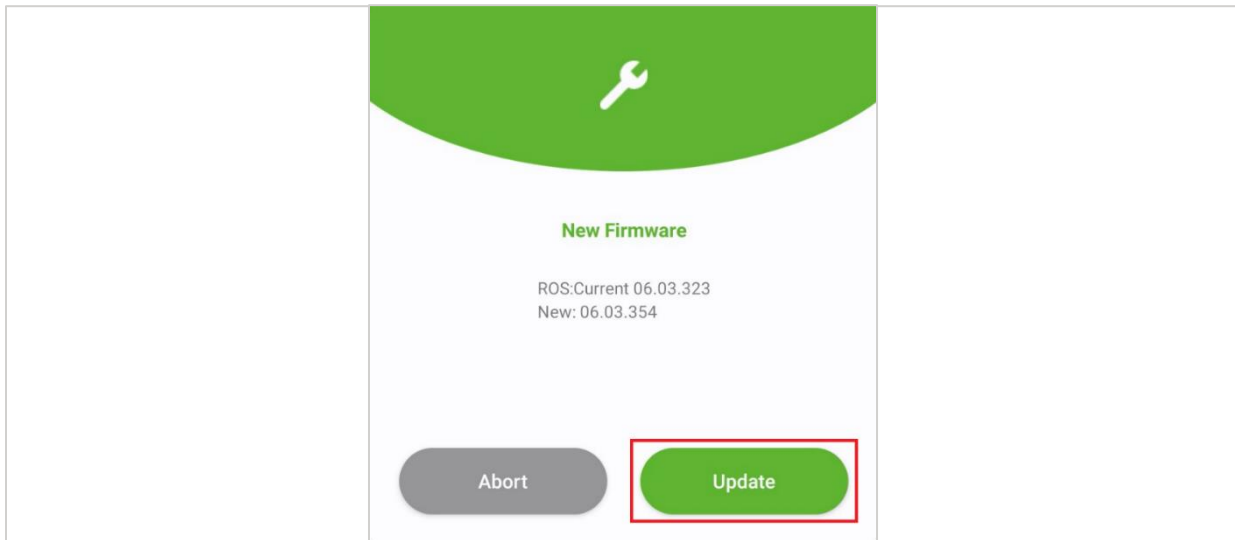 New Firmware
ROS:Current 06.03.323
New: 06.03.354
Abort
Update